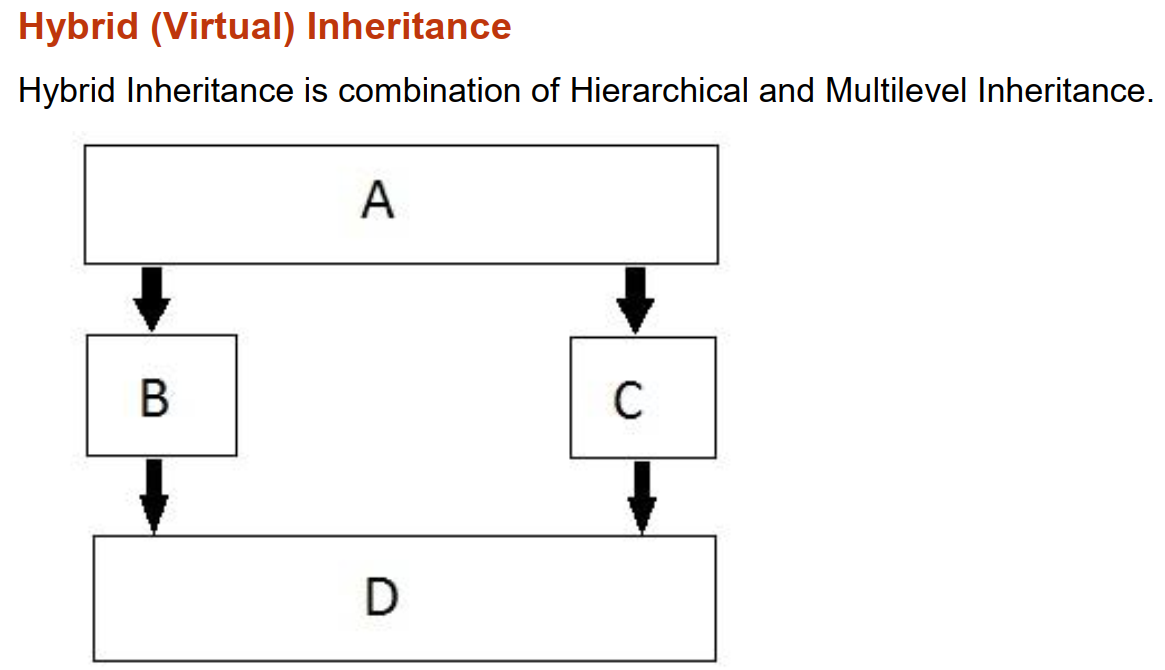 Hybrid (Virtual) Inheritance
Hybrid Inheritance is combination of Hierarchical and Multilevel Inheritance.
A
B
C
D